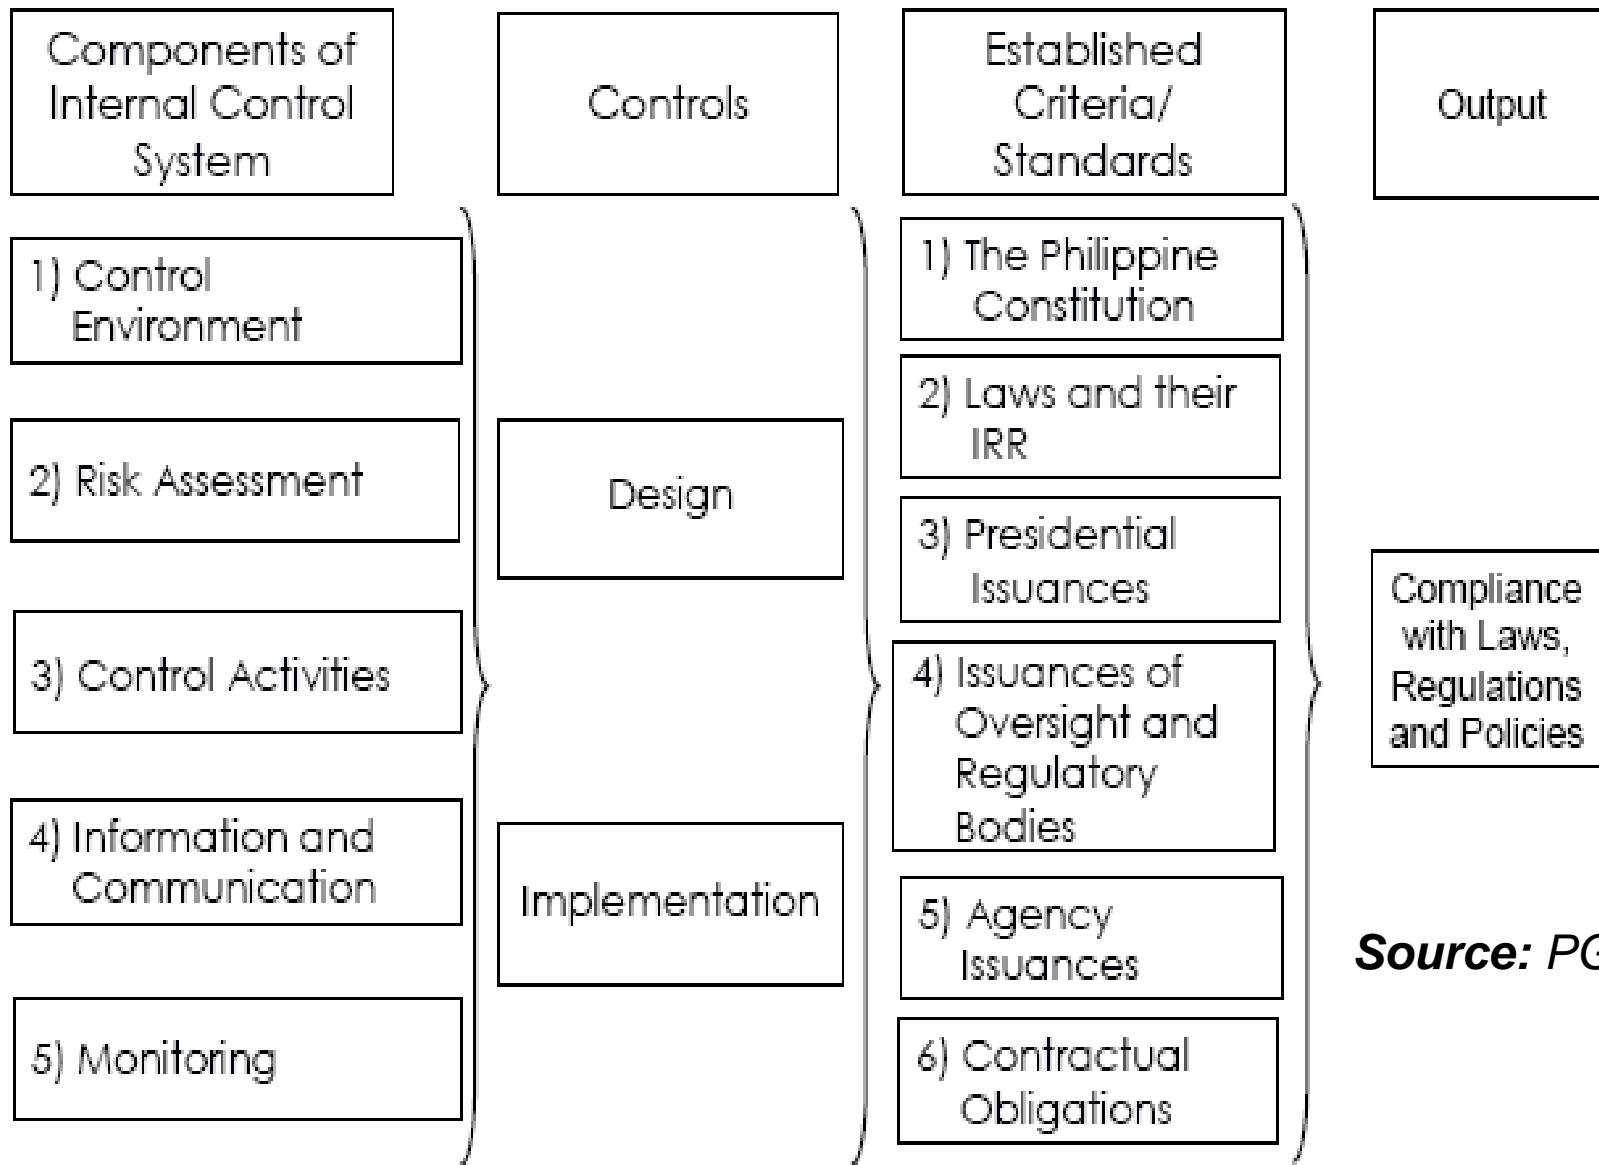 Components of
Internal Control
System
Controls
Established
Criteria/
Standards
Output
1) Control
Environment
2) Risk Assessment
3) Control Activities
4) Information and
Communication
5) Monitoring
Design
Implementation
1) The Philippine
Constitution
2) Laws and their
IRR
3) Presidential
Issuances
4) Issuances of
Oversight and
Regulatory
Bodies
5) Agency
Issuances
6) Contractual
Obligations
Compliance
with Laws,
Regulations
and Policies
Source: